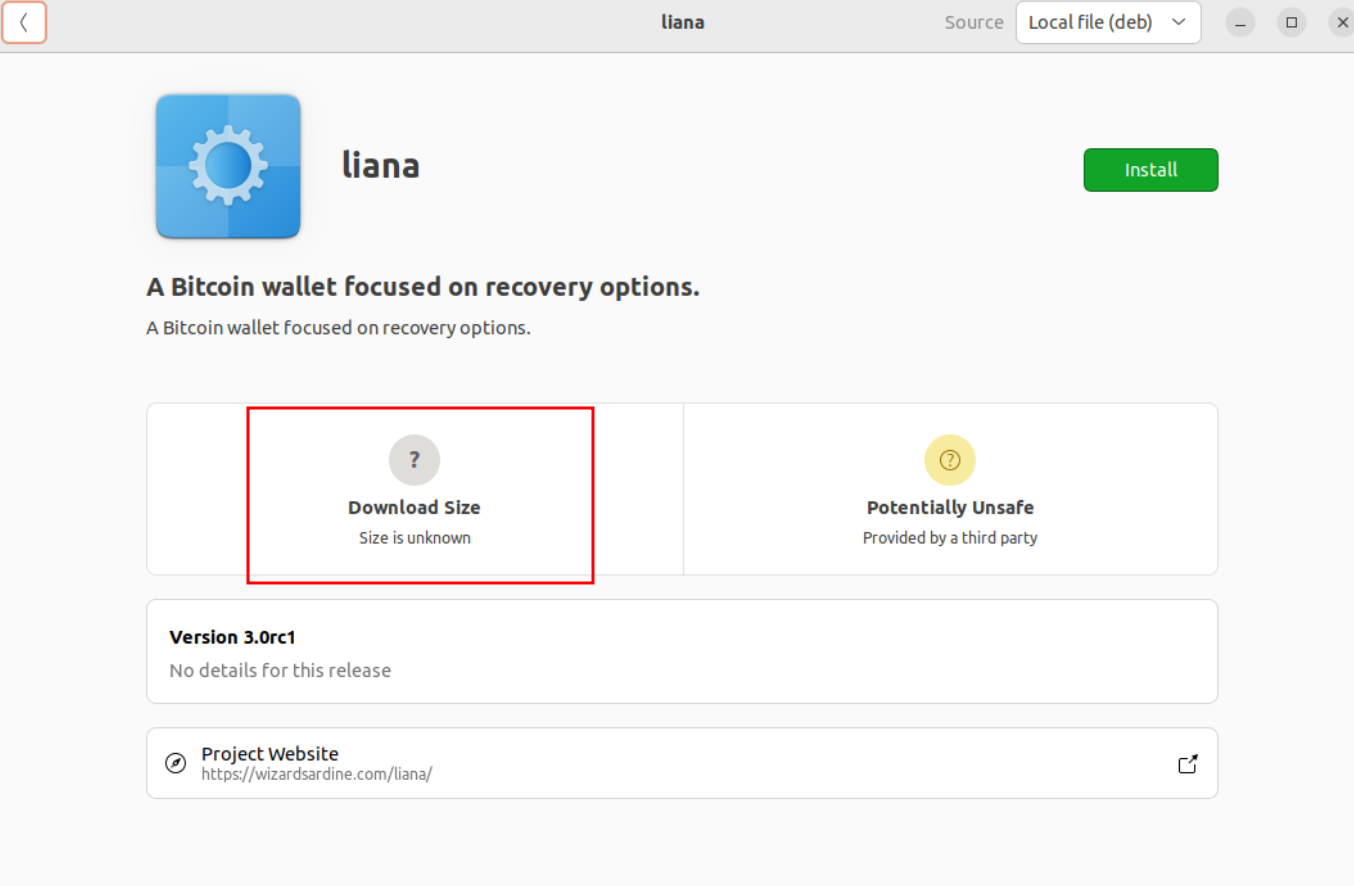 liana
Source
Local file (deb)
liana
Install
A Bitcoin wallet focused on recovery options.
A Bitcoin wallet focused on recovery options.
?
Download Size
Size is unknown
?
Potentially Unsafe
Provided by a third party
Version 3.0rc1
No details for this release
Project Website
https://wizardsardine.com/liana/